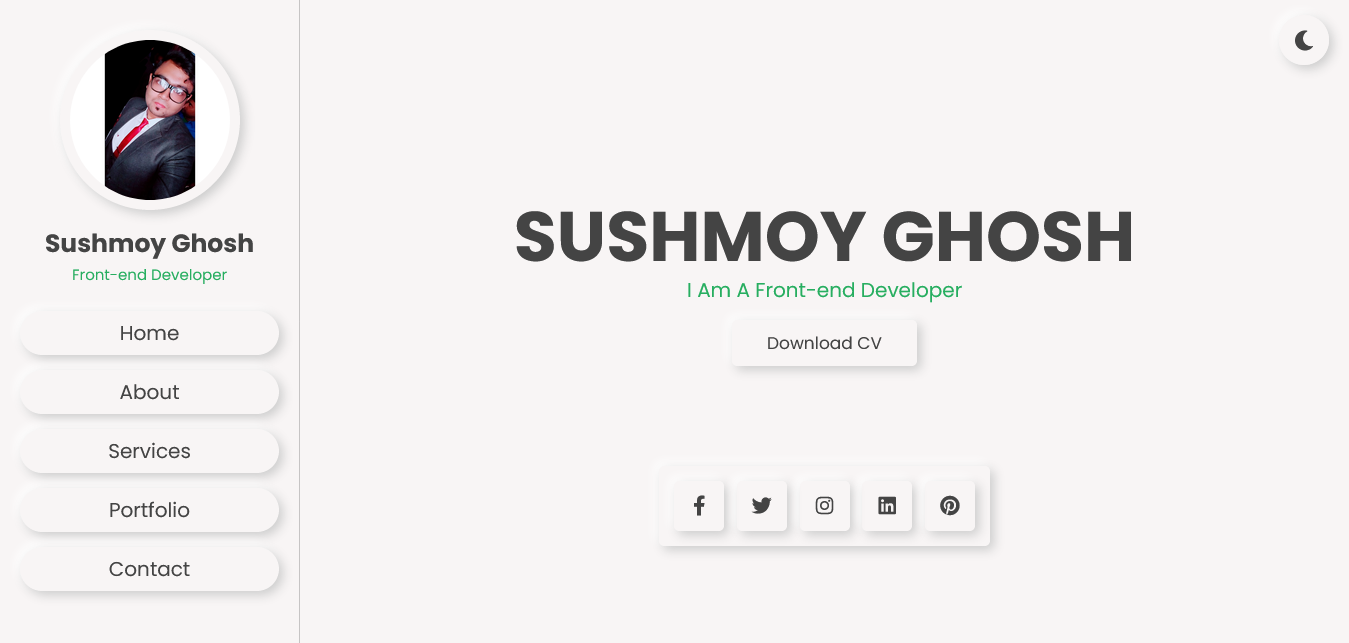 Sushmoy Ghosh
Front-end Developer
Home
About
Services
Portfolio
Contact
SUSHMOY GHOSH
I Am A Front-end Developer
Download CV